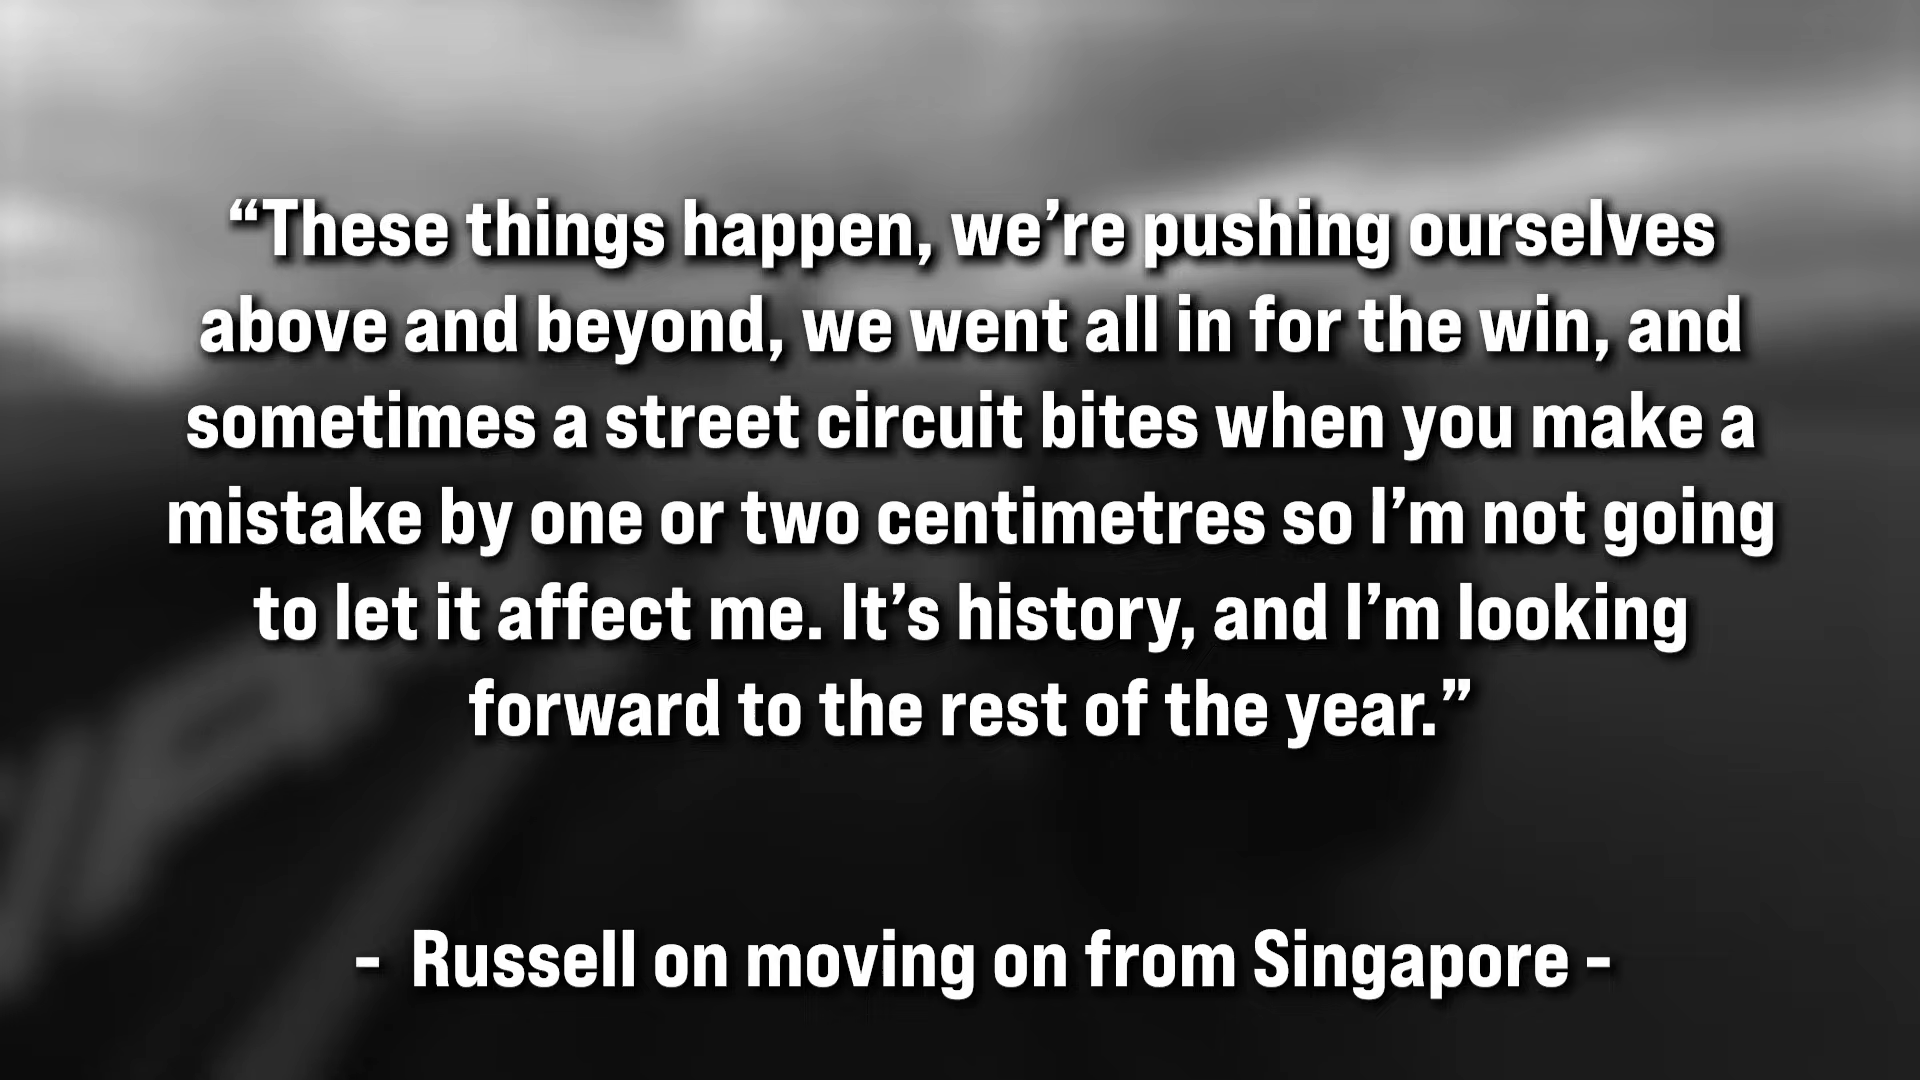 “These things happen, we’re pushing ourselves
above and beyond, we went all in for the win, and
sometimes a street circuit bites when you make a
mistake by one or two centimetres so I’m not going
to let it affect me. It’s history, and I’m looking
forward to the rest of the year.”
- Russell on moving on from Singapore -